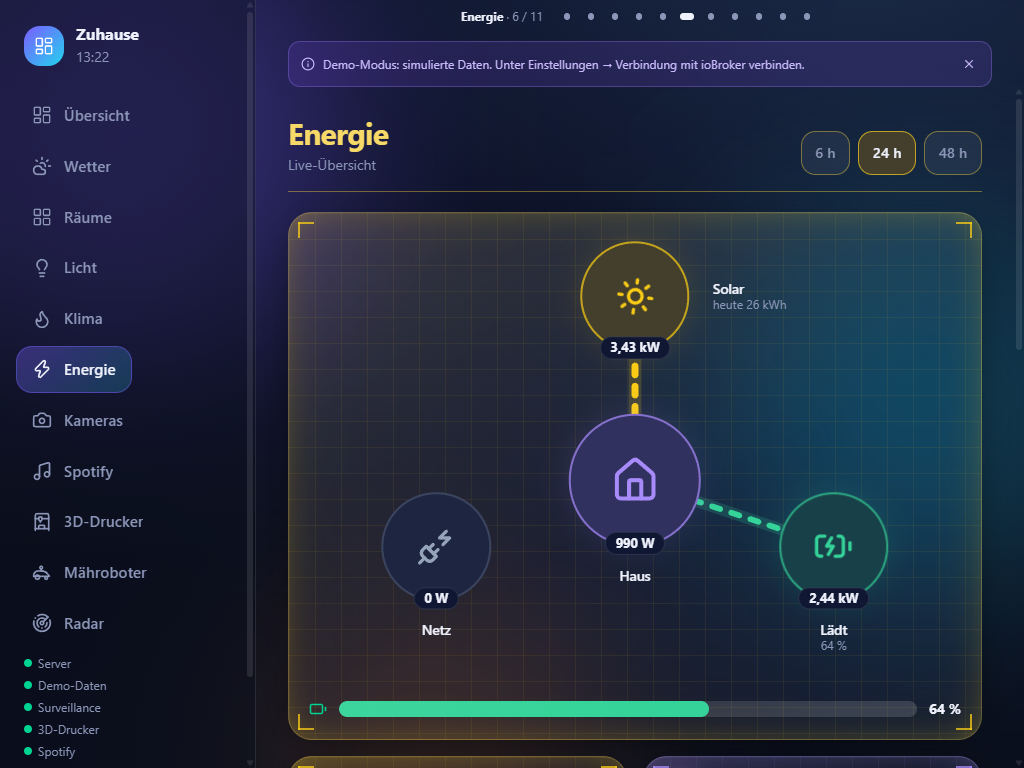 Zuhause
13:22
Übersicht
Wetter
Räume
Licht
Klima
Energie
Kameras
Spotify
3D-Drucker
Mähroboter
Radar
Server
Demo-Daten
Surveillance
3D-Drucker
Spotify
Energie · 6 / 11
Demo-Modus: simulierte Daten. Unter Einstellungen → Verbindung mit ioBroker verbinden.
Energie
Live-Übersicht
6 h
24 h
48 h
Solar
heute 26 kWh
3,43 kW
990 W
Haus
0 W
Netz
2,44 kW
Lädt
64 %
64 %